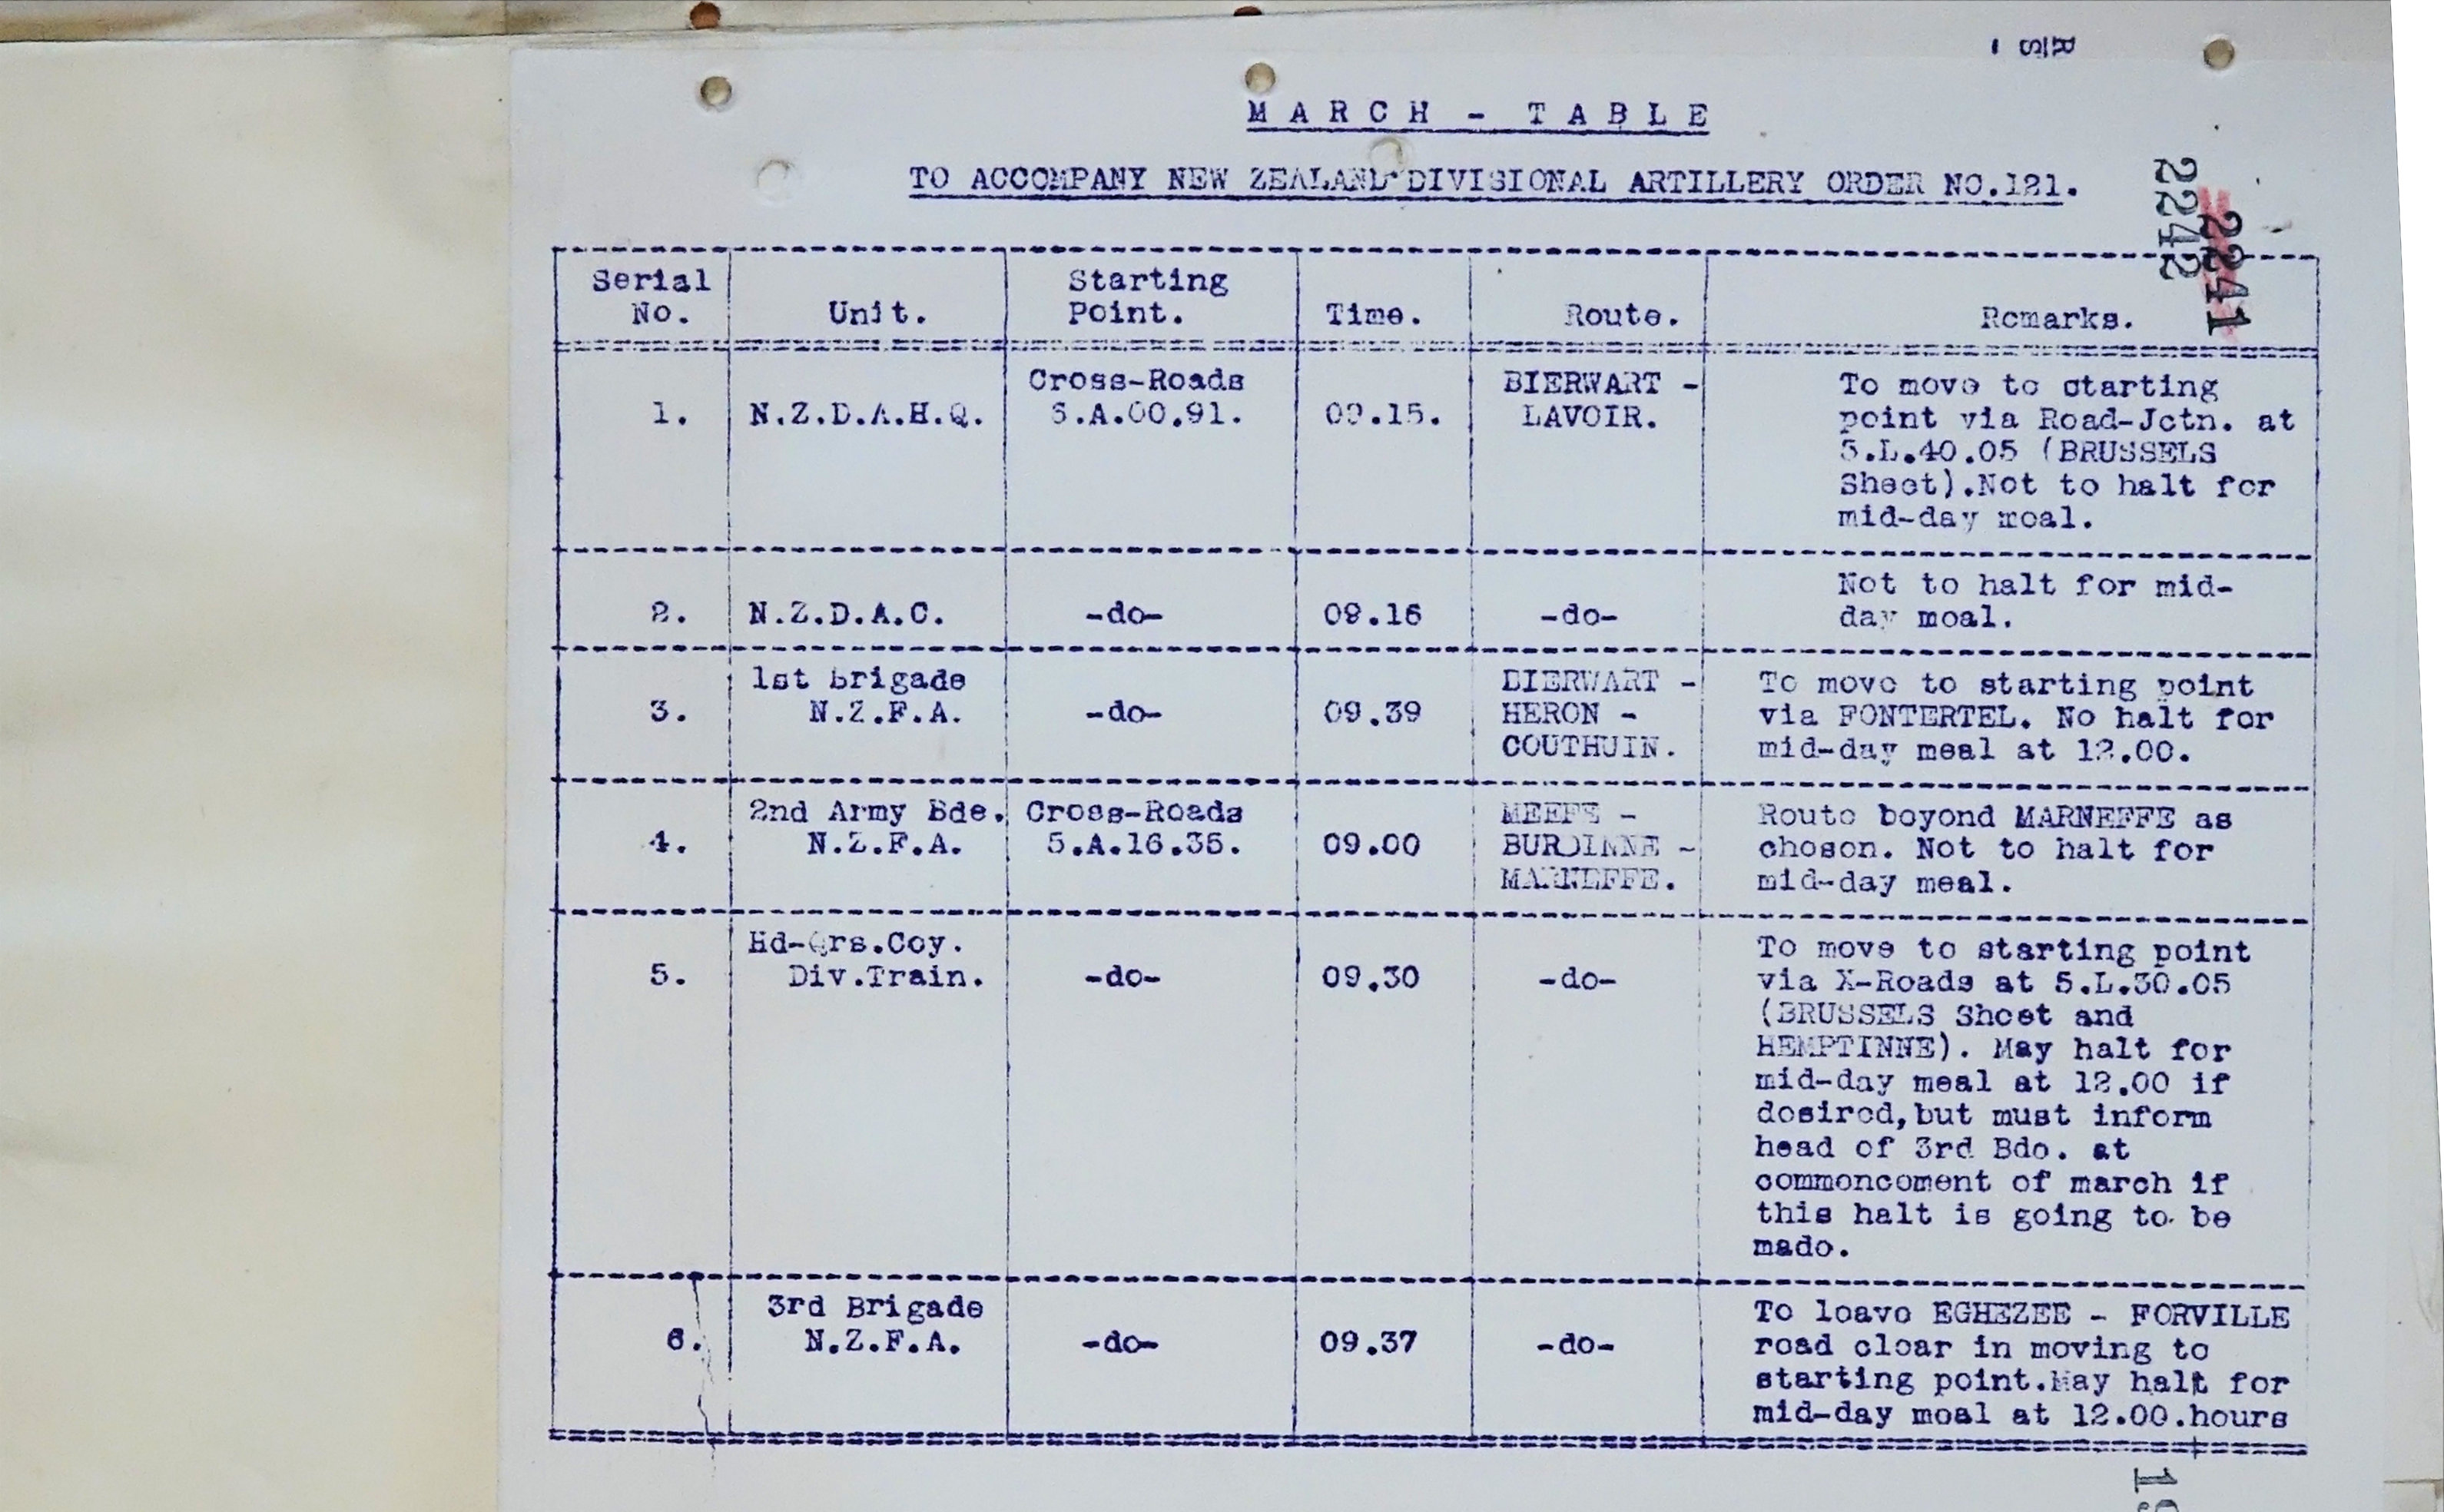 MARCH - TABLE
TO ACCOMPANY NEW ZEALAND DIVISIONAL ARTILLERY ORDER NO.121.
2242
2241
Serial No. Unit. Starting Point. Time. Route. Remarks.
1. N.Z.D.A.H.Q. Cross-Roads 5.A.00.91. 09.15. BIERWART - LAVOIR.
To move to starting
point via Road-Jctn. at
5.L.40.05 (BRUSSELS
Sheet).Not to halt for
mid-day meal.
2. N.Z.D.A.C. -do- 09.16 -do-
Not to halt for mid-
day meal.
3. 1st Brigade N.Z.F.A. -do- 09.39 BIERWART - HERON - COUTHUIN.
To move to starting point
via FONTERTEL. No halt for
mid-day meal at 12.00.
4. 2nd Army Bde. N.Z.F.A. Cross-Roads 5.A.16.35. 09.00 MEEFE - BURDINNE - MARNEFFE.
Route beyond MARNEFFE as
chosen. Not to halt for
mid-day meal.
5. Hd-Qrs.Coy. Div.Train. -do- 09.30 -do-
To move to starting point
via X-Roads at 5.L.30.05
(BRUSSELS Sheet and
HEMPTINNE). May halt for
mid-day meal at 12.00 if
desired,but must inform
head of 3rd Bde. at
commencement of march if
this halt is going to be
made.
6. 3rd Brigade N.Z.F.A. -do- 09.37 -do-
To leave EGHEZEE - FORVILLE
road clear in moving to
starting point.May halt for
mid-day meal at 12.00.hours